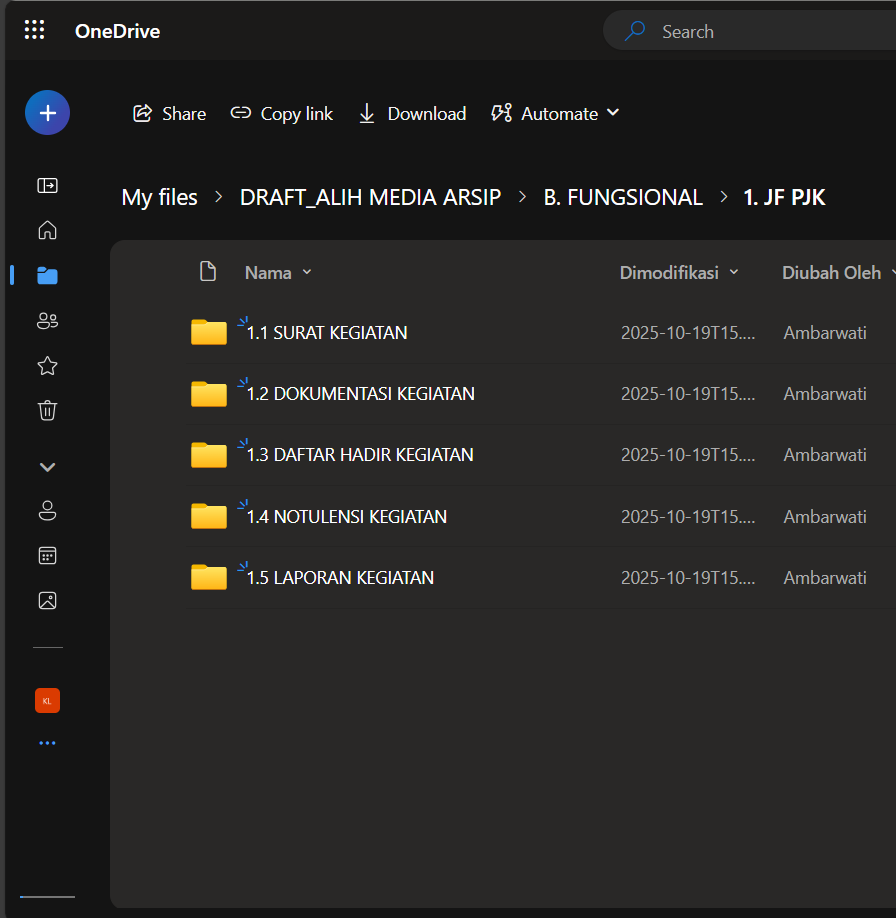 OneDrive
Search
Share
Copy link
Download
Automate
My files > DRAFT_ALIH MEDIA ARSIP > B. FUNGSIONAL > 1. JF PJK
Nama Dimodifikasi Diubah Oleh
1.1 SURAT KEGIATAN 2025-10-19T15.... Ambarwati
1.2 DOKUMENTASI KEGIATAN 2025-10-19T15.... Ambarwati
1.3 DAFTAR HADIR KEGIATAN 2025-10-19T15.... Ambarwati
1.4 NOTULENSI KEGIATAN 2025-10-19T15.... Ambarwati
1.5 LAPORAN KEGIATAN 2025-10-19T15.... Ambarwati
KL